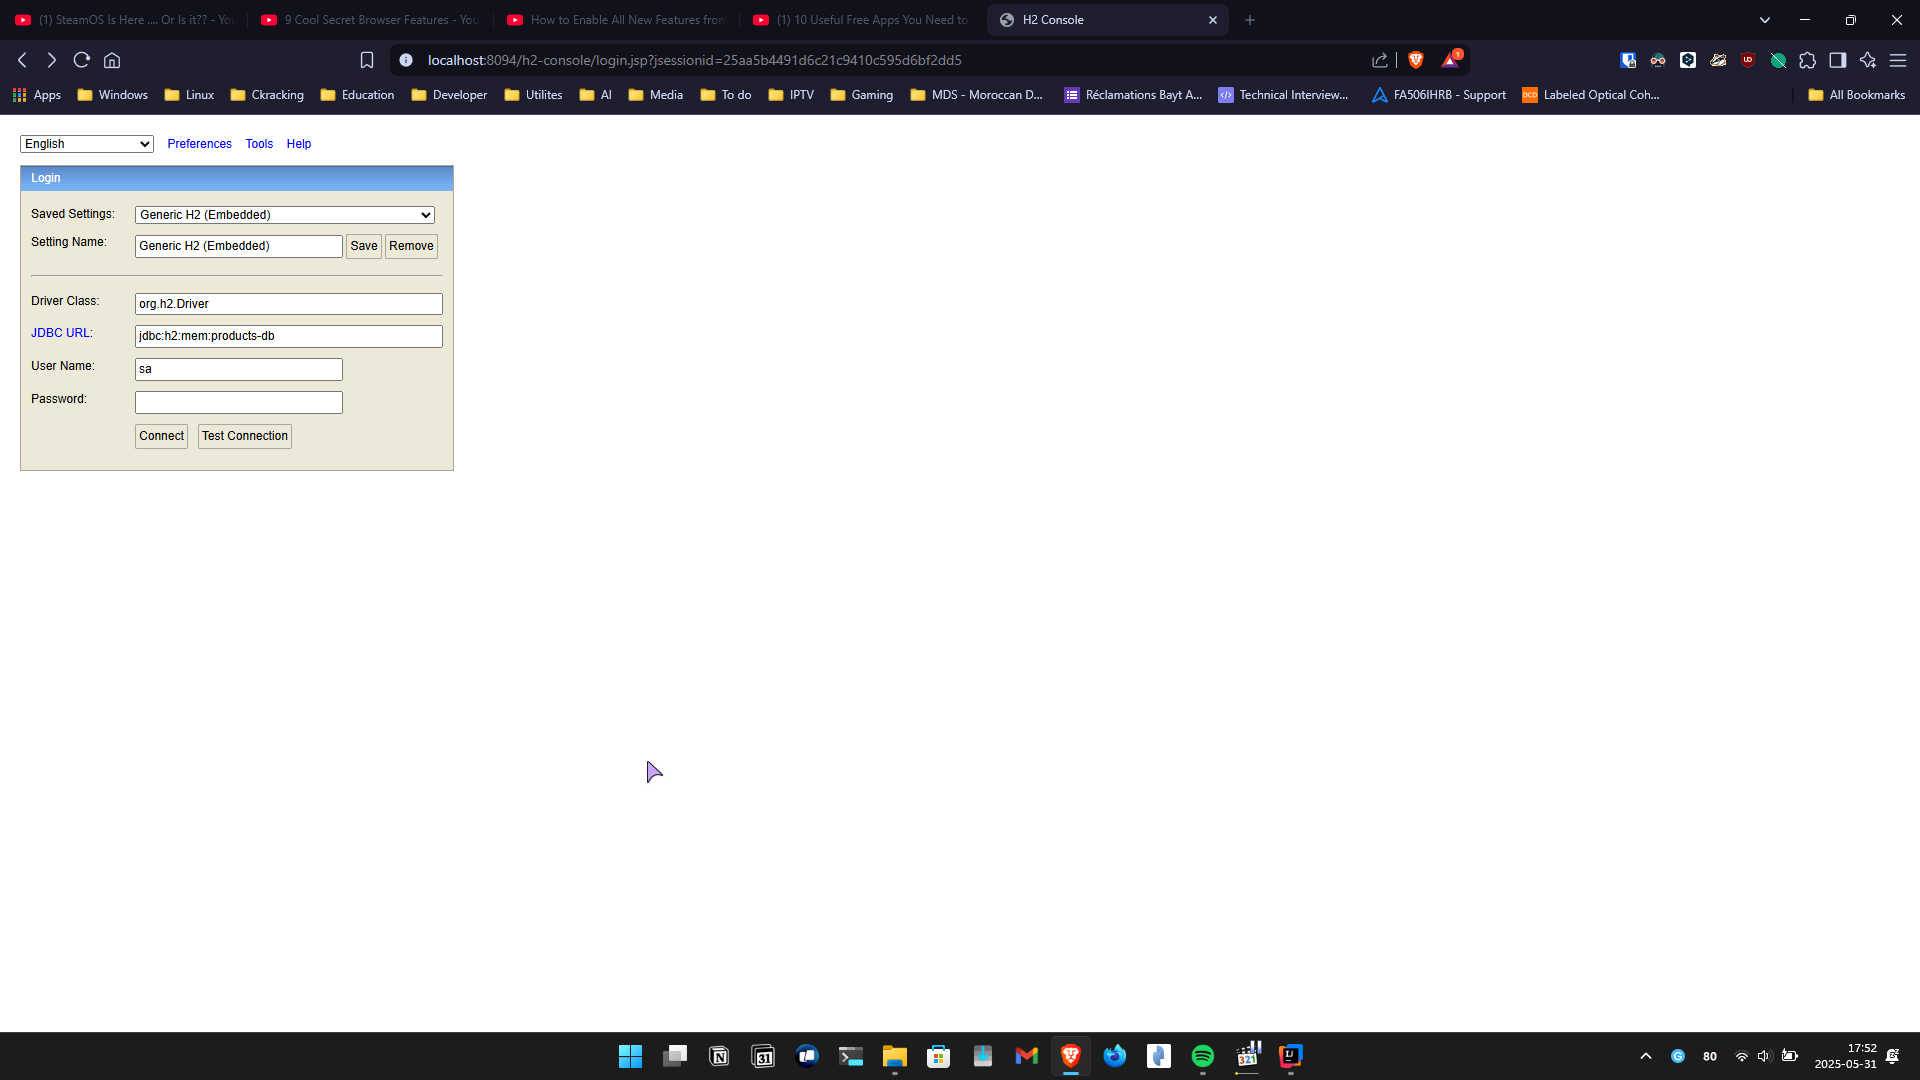 (1) SteamOS Is Here .... Or Is it?? - You
9 Cool Secret Browser Features - You
How to Enable All New Features from
(1) 10 Useful Free Apps You Need to
H2 Console
localhost:8094/h2-console/login.jsp?jsessionid=25aa5b4491d6c21c9410c595d6bf2dd5
1
Apps
Windows
Linux
Ckracking
Education
Developer
Utilites
AI
Media
To do
IPTV
Gaming
MDS - Moroccan D...
Réclamations Bayt A...
Technical Interview...
FA506IHRB - Support
Labeled Optical Coh...
All Bookmarks
English
Preferences
Tools
Help
Login
Saved Settings:
Generic H2 (Embedded)
Setting Name:
Generic H2 (Embedded)
Save
Remove
Driver Class:
org.h2.Driver
JDBC URL:
jdbc:h2:mem:products-db
User Name:
sa
Password:
Connect
Test Connection
31
321
80
17:52
2025-05-31